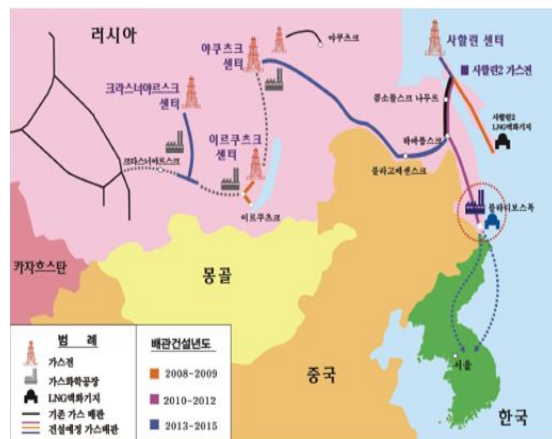 러시아
야쿠츠크
센터
야쿠츠크
사할린 센터
사할린2 가스전
크라스너야르스크
센터
콤소몰스크 나무르
사할린2
LNG액화기지
이르쿠츠크
센터
하바롭스크
크라스너야르스크
블라고베셴스크
이르쿠츠크
블라디보스톡
카자흐스탄
몽골
중국
서울
한국
범 례
가스전
가스화학공장
LNG액화기지
기존 가스 배관
건설예정 가스배관
배관건설년도
2008-2009
2010-2012
2013-2015